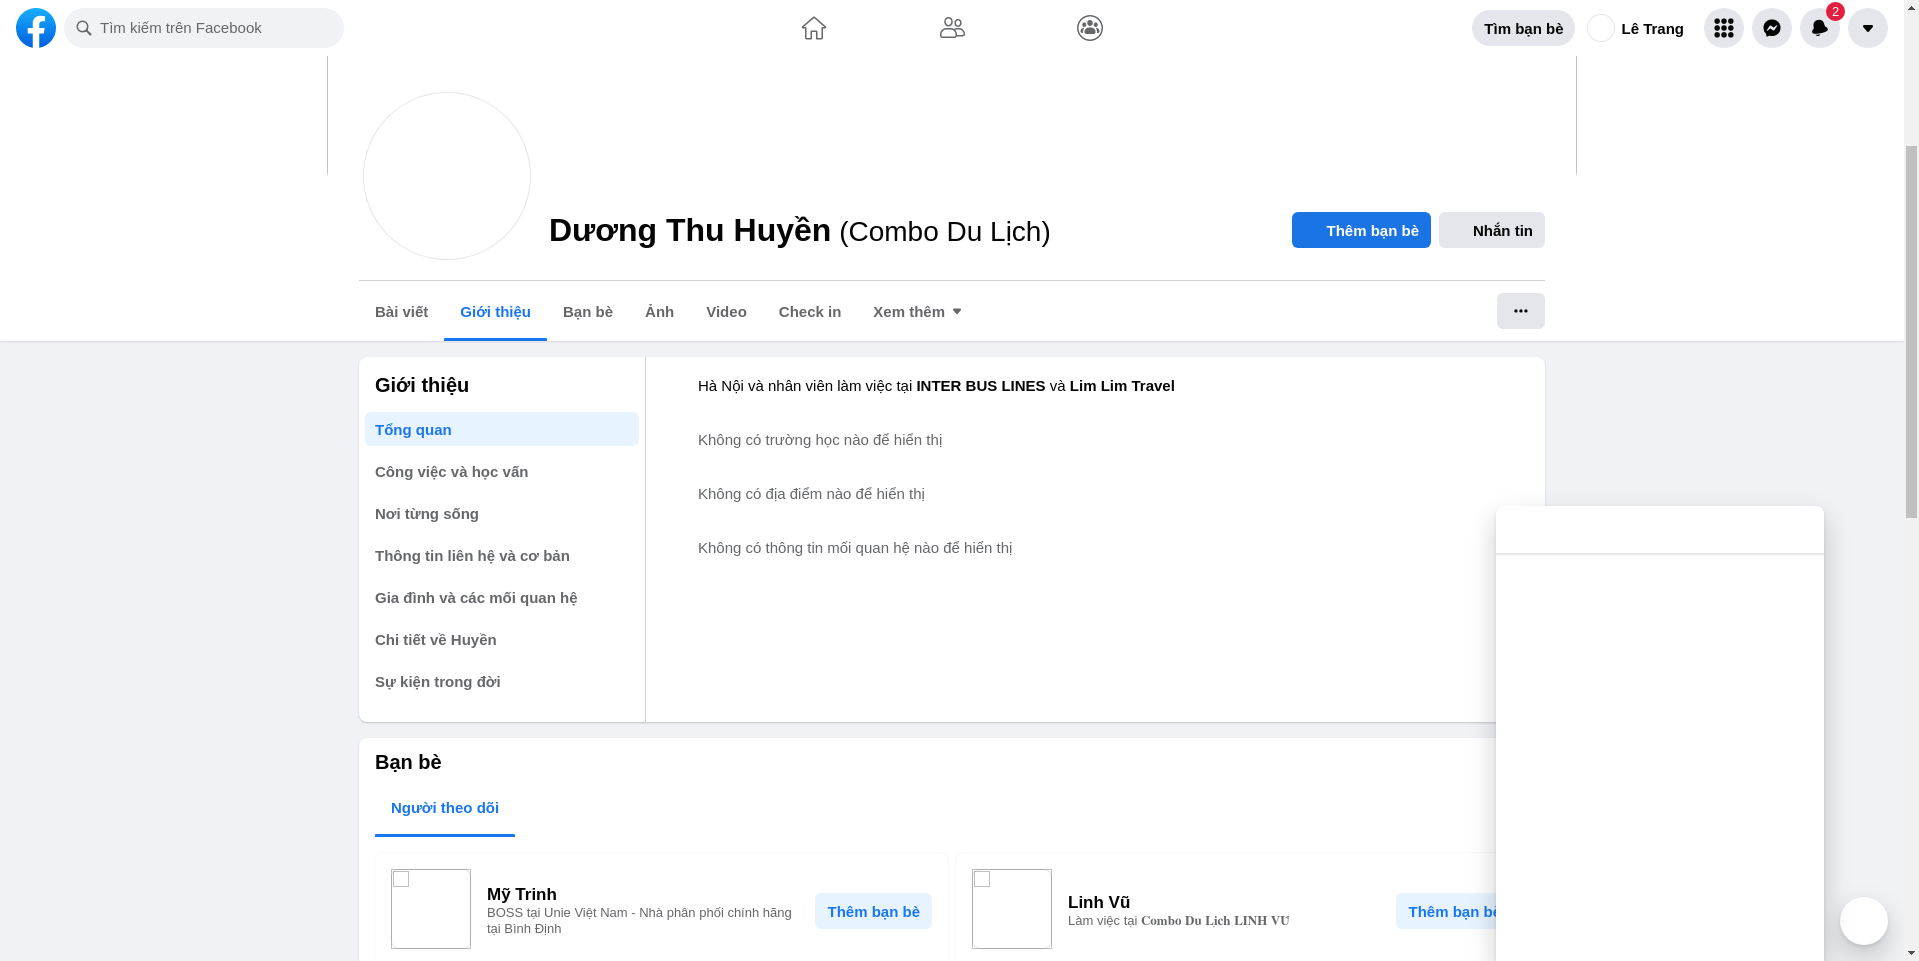 Tìm kiếm trên Facebook
Tìm bạn bè
Lê Trang
2
Dương Thu Huyền (Combo Du Lịch)
Thêm bạn bè
Nhắn tin
Bài viết
Giới thiệu
Bạn bè
Ảnh
Video
Check in
Xem thêm
Giới thiệu
Tổng quan
Công việc và học vấn
Nơi từng sống
Thông tin liên hệ và cơ bản
Gia đình và các mối quan hệ
Chi tiết về Huyền
Sự kiện trong đời
Hà Nội và nhân viên làm việc tại INTER BUS LINES và Lim Lim Travel
Không có trường học nào để hiển thị
Không có địa điểm nào để hiển thị
Không có thông tin mối quan hệ nào để hiển thị
Bạn bè
Người theo dõi
Mỹ Trinh
BOSS tại Unie Việt Nam - Nhà phân phối chính hãng
tại Bình Định
Thêm bạn bè
Linh Vũ
Làm việc tại 𝐂𝐨𝐦𝐛𝐨 𝐃𝐮 𝐋ị𝐜𝐡 𝐋𝐈𝐍𝐇 𝐕Ũ
Thêm bạn bè